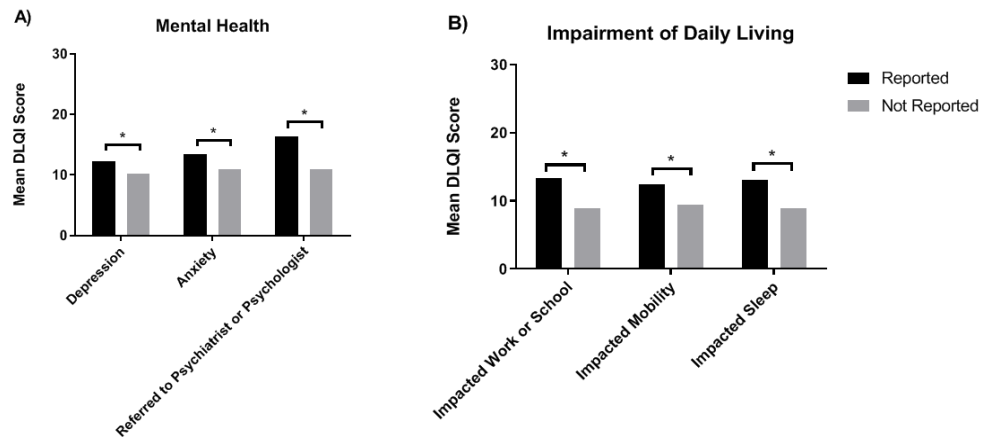 A)
Mental Health
Mean DLQI Score
30
20
10
0
*
*
*
Depression
Anxiety
Referred to Psychiatrist or Psychologist
B)
Impairment of Daily Living
Mean DLQI Score
30
20
10
0
*
*
*
Impacted Work or School
Impacted Mobility
Impacted Sleep
Reported
Not Reported